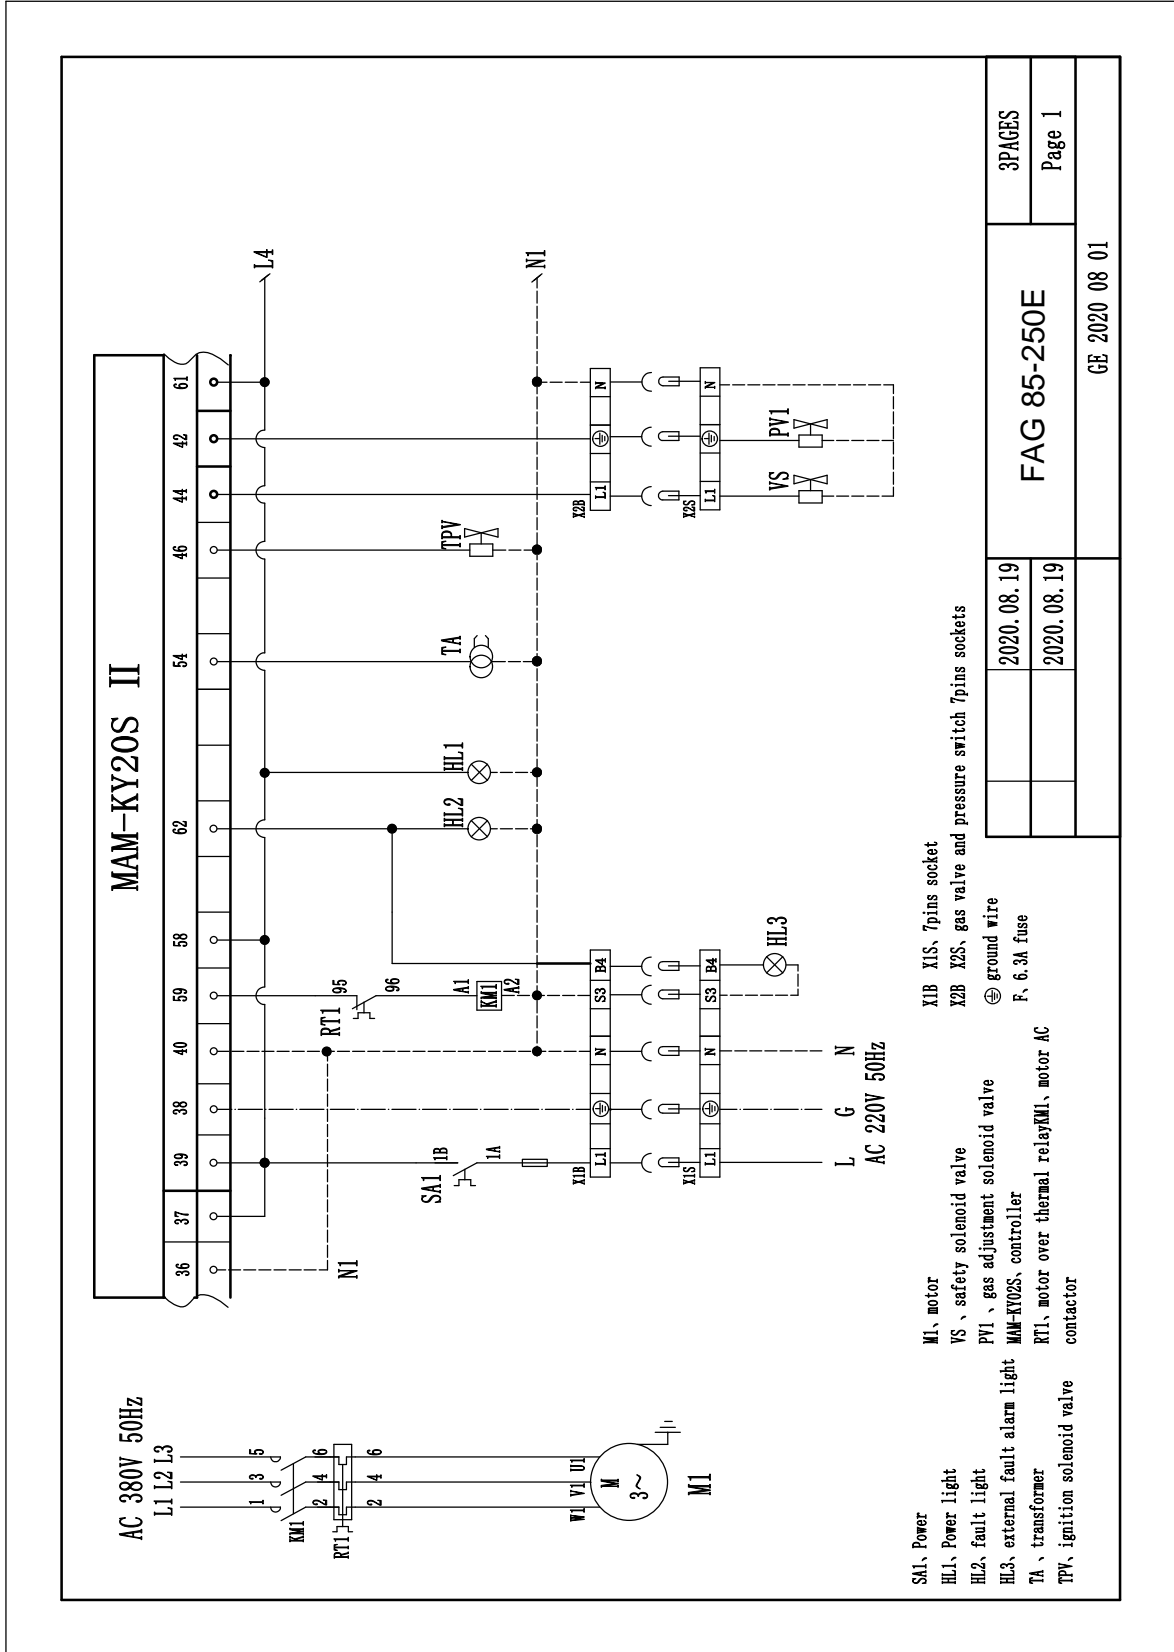 AC 380V 50Hz
L1 L2 L3
1 3 5
KM1
2 4 6
RT1
2 4 6
W1 V1 U1
M
3~
M1
MAM-KY20S II
36 37 39 38 40 59 58 62 54 46 44 42 61
L4
N1
RT1
95
96
SA1
1B
1A
A1
KM1
A2
HL2
HL1
TA
TPV
N1
X1B
L1 N S3 B4
X1S
L1 N S3 B4
HL3
L G N
AC 220V 50Hz
X2B
L1 N
X2S
L1 N
VS
PV1
SA1、Power
HL1、Power light
HL2、fault light
HL3、external fault alarm light
TA 、transformer
TPV、ignition solenoid valve
M1、motor
VS 、safety solenoid valve
PV1 、gas adjustment solenoid valve
MAM-KY02S、controller
RT1、motor over thermal relayKM1、motor AC
contactor
X1B X1S、7pins socket
X2B X2S、gas valve and pressure switch 7pins sockets
ground wire
F、6.3A fuse
2020.08.19
2020.08.19
FAG 85-250E
3PAGES
Page 1
GE 2020 08 01